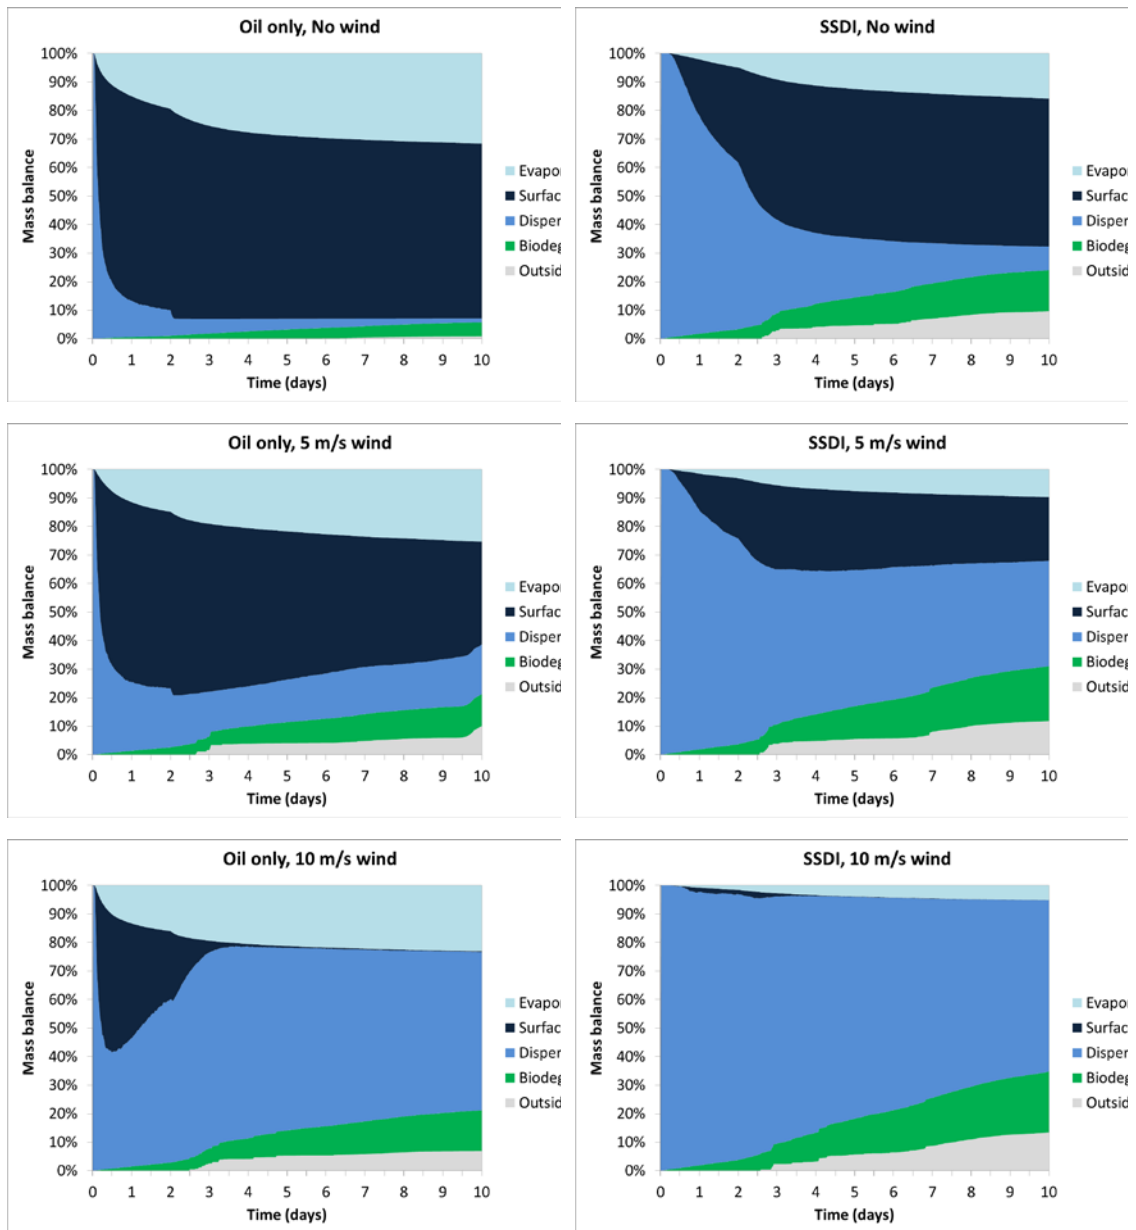 Oil only, No wind
Mass balance
100%
90%
80%
70%
60%
50%
40%
30%
20%
10%
0%
0 1 2 3 4 5 6 7 8 9 10
Time (days)
Evapor
Surfac
Disper
Biodeg
Outsid
SSDI, No wind
Mass balance
100%
90%
80%
70%
60%
50%
40%
30%
20%
10%
0%
0 1 2 3 4 5 6 7 8 9 10
Time (days)
Evapor
Surfac
Disper
Biodeg
Outsid
Oil only, 5 m/s wind
Mass balance
100%
90%
80%
70%
60%
50%
40%
30%
20%
10%
0%
0 1 2 3 4 5 6 7 8 9 10
Time (days)
Evapor
Surfac
Disper
Biodeg
Outsid
SSDI, 5 m/s wind
Mass balance
100%
90%
80%
70%
60%
50%
40%
30%
20%
10%
0%
0 1 2 3 4 5 6 7 8 9 10
Time (days)
Evapor
Surfac
Disper
Biodeg
Outsid
Oil only, 10 m/s wind
Mass balance
100%
90%
80%
70%
60%
50%
40%
30%
20%
10%
0%
0 1 2 3 4 5 6 7 8 9 10
Time (days)
Evapor
Surfac
Disper
Biodeg
Outsid
SSDI, 10 m/s wind
Mass balance
100%
90%
80%
70%
60%
50%
40%
30%
20%
10%
0%
0 1 2 3 4 5 6 7 8 9 10
Time (days)
Evapor
Surfac
Disper
Biodeg
Outsid